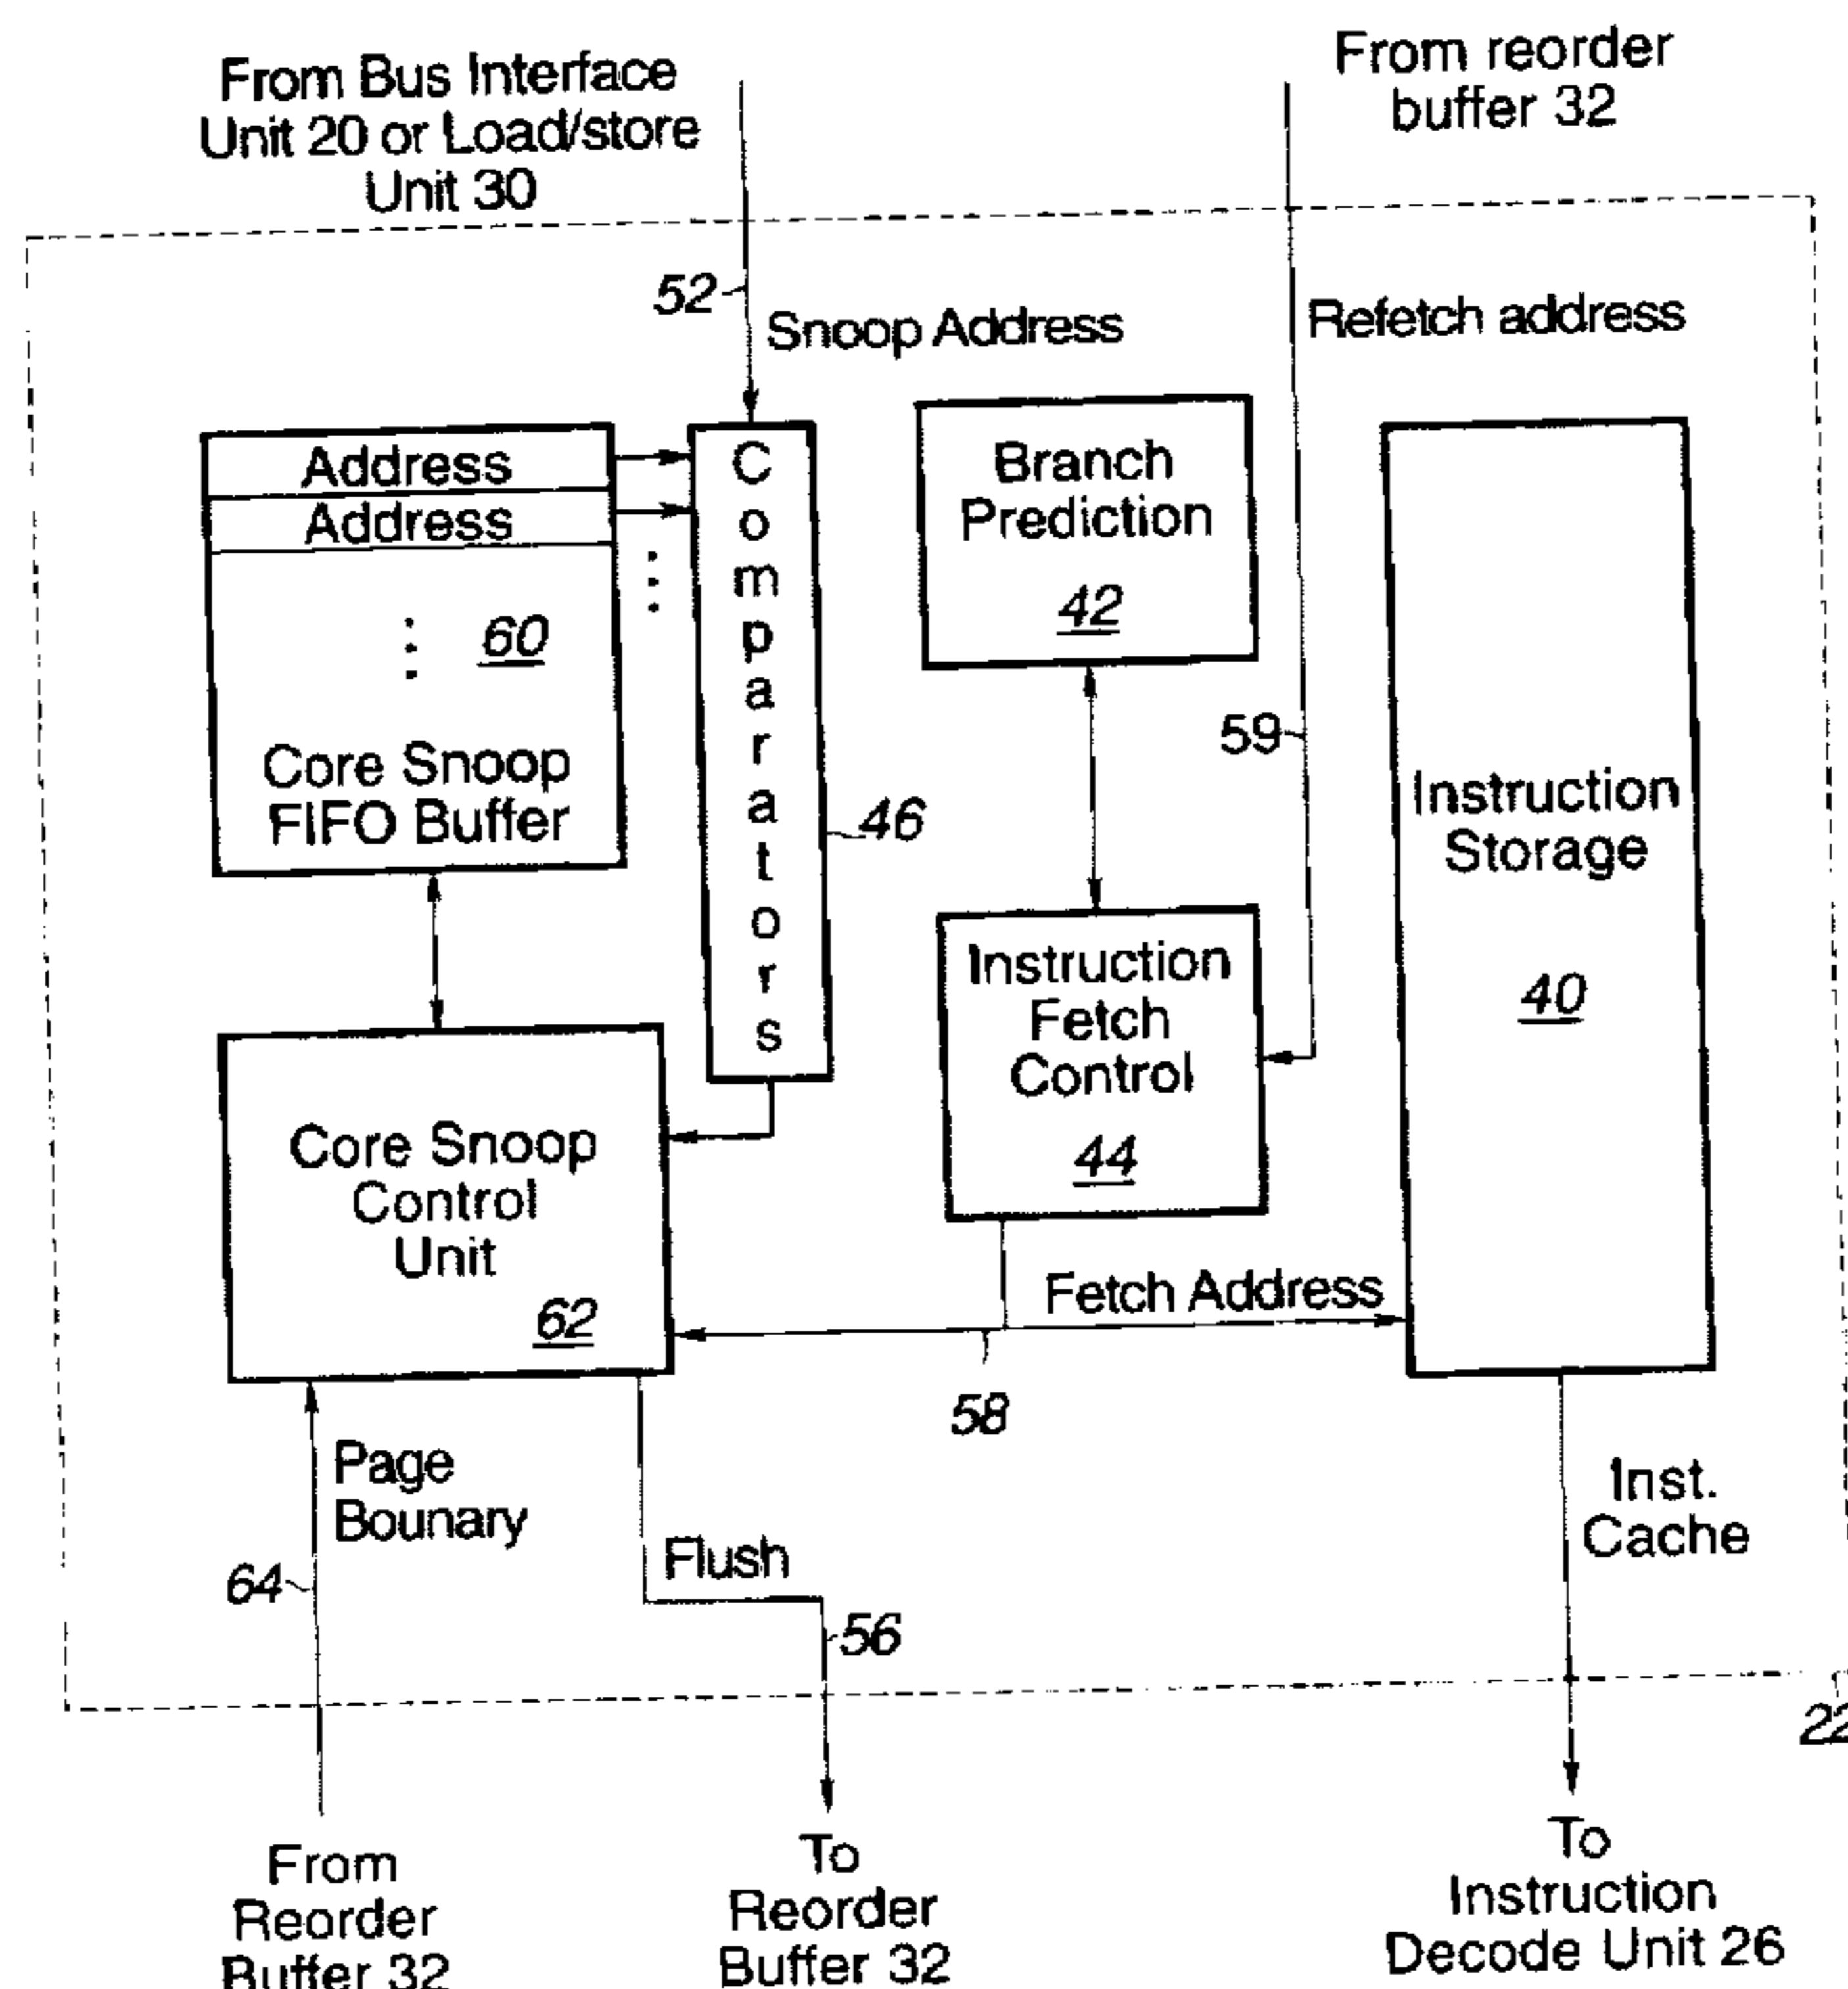 From Bus Interface
Unit 20 or Load/store
Unit 30
From reorder
buffer 32
52
Snoop Address
Refetch address
Address
Address
60
Core Snoop
FIFO Buffer
Comparators
46
Branch
Prediction
42
59
Instruction
Storage
40
Instruction
Fetch
Control
44
Core Snoop
Control
Unit
62
Fetch Address
58
Page
Bounary
64
Flush
56
Inst.
Cache
22
From
Reorder
Buffer 32
To
Reorder
Buffer 32
To
Instruction
Decode Unit 26